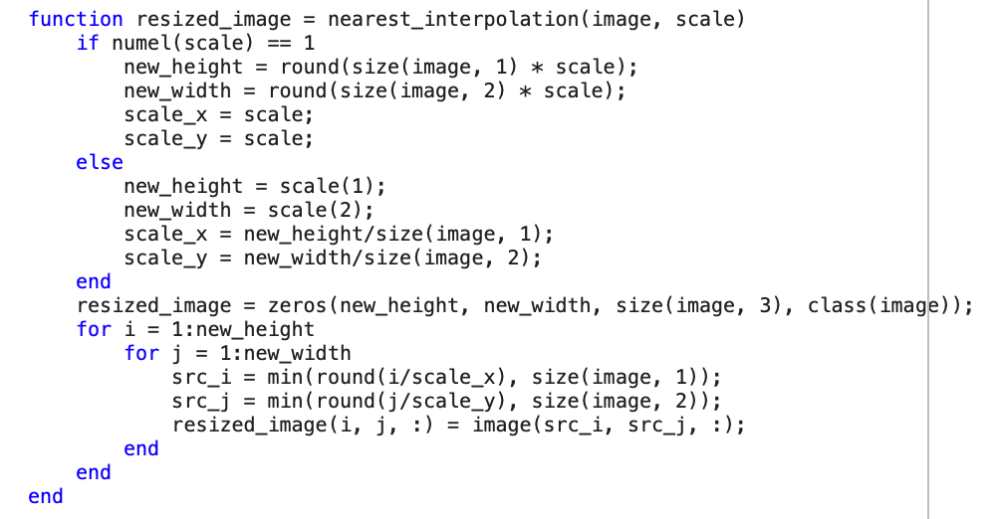 function resized_image = nearest_interpolation(image, scale)
    if numel(scale) == 1
        new_height = round(size(image, 1) * scale);
        new_width = round(size(image, 2) * scale);
        scale_x = scale;
        scale_y = scale;
    else
        new_height = scale(1);
        new_width = scale(2);
        scale_x = new_height/size(image, 1);
        scale_y = new_width/size(image, 2);
    end
    resized_image = zeros(new_height, new_width, size(image, 3), class(image));
    for i = 1:new_height
        for j = 1:new_width
            src_i = min(round(i/scale_x), size(image, 1));
            src_j = min(round(j/scale_y), size(image, 2));
            resized_image(i, j, :) = image(src_i, src_j, :);
        end
    end
end